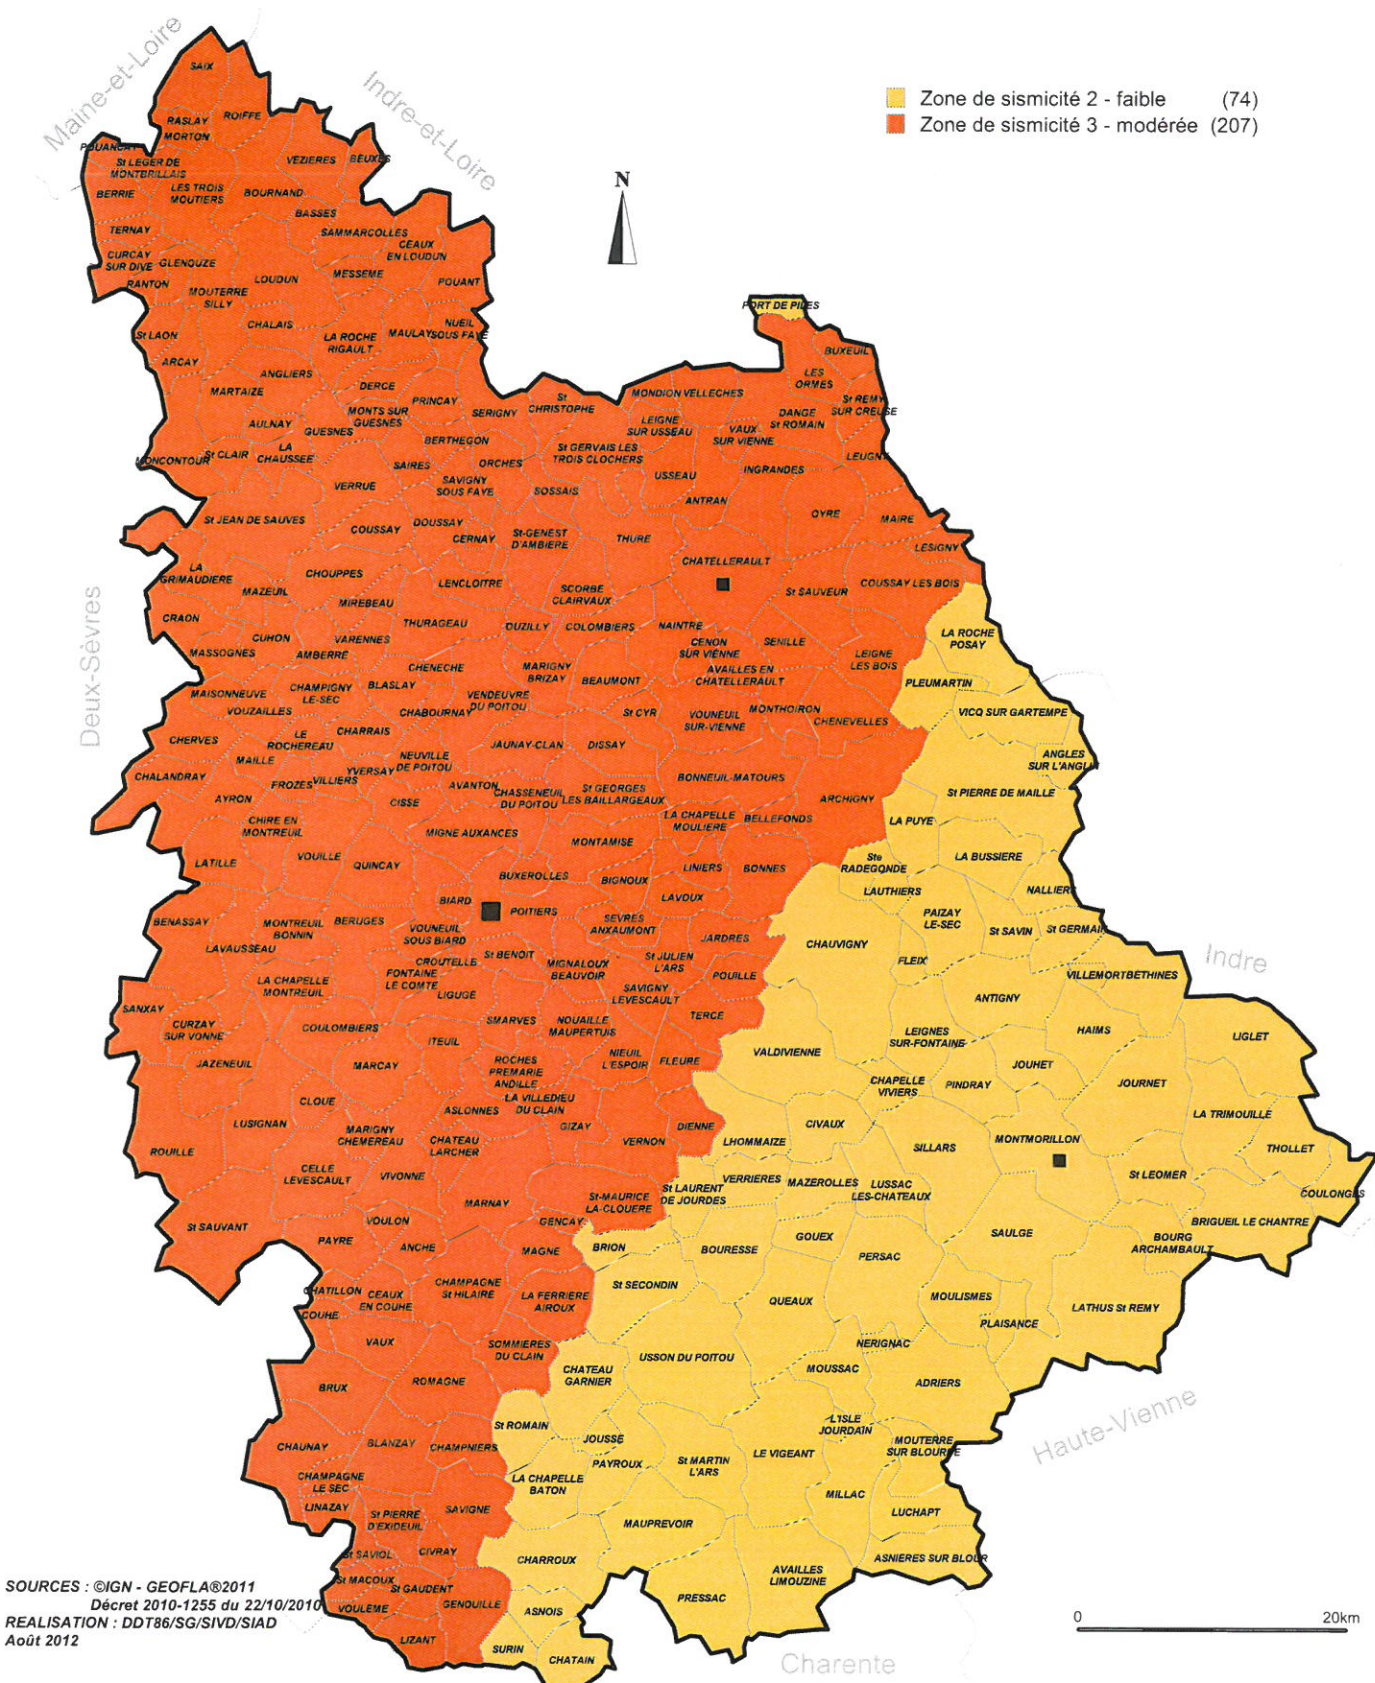 Maine-et-Loire
Indre-et-Loire
Zone de sismicité 2 - faible (74)
Zone de sismicité 3 - modérée (207)
N
SAIX
ROIFFE
RASLAY
MORTON
POUANCAY
St LEGER DE
MONTBRILLAIS
VEZIERES
BEUXES
BERRIE
LES TROIS
MOUTIERS
BOURNAND
BASSES
TERNAY
SAMMARCOLLES
CEAUX
EN LOUDUN
CURCAY
SUR DIVE
GLENOUZE
RANTON
MOUTERRE
SILLY
LOUDUN
MESSEME
POUANT
PORT DE PILES
St LAON
CHALAIS
LA ROCHE
RIGAULT
MAULAY
NUEIL
SOUS FAYE
BUXEUIL
ARCAY
ANGLIERS
LES
ORMES
MARTAIZE
DERCE
PRINCAY
SERIGNY
St
CHRISTOPHE
MONDION
VELLECHES
DANGE
St ROMAIN
St REMY
SUR CREUSE
AULNAY
GUESNES
MONTS SUR
GUESNES
LEIGNE
SUR USSEAU
VAUX
SUR VIENNE
MONCONTOUR
St CLAIR
LA
CHAUSSEE
BERTHEGON
St GERVAIS LES
TROIS CLOCHERS
LEUGNY
SAIRES
ORCHES
USSEAU
INGRANDES
VERRUE
SAVIGNY
SOUS FAYE
SOSSAIS
ANTRAN
OYRE
MAIRE
St JEAN DE SAUVES
COUSSAY
DOUSSAY
CERNAY
St-GENEST
D'AMBIERE
THURE
LESIGNY
LA
GRIMAUDIERE
MAZEUIL
CHOUPPES
LENCLOITRE
CHATELLERAULT
COUSSAY LES BOIS
MIREBEAU
SCORBE
CLAIRVAUX
St SAUVEUR
Deux-Sèvres
CRAON
THURAGEAU
OUZILLY
COLOMBIERS
NAINTRE
CUHON
VARENNES
CENON
SUR VIENNE
SENILLE
LA ROCHE
POSAY
MASSOGNES
AMBERRE
CHENECHE
MARIGNY
BRIZAY
BEAUMONT
AVAILLES EN
CHATELLERAULT
LEIGNE
LES BOIS
MAISONNEUVE
CHAMPIGNY
LE-SEC
BLASLAY
VENDEUVRE
DU POITOU
PLEUMARTIN
VOUZAILLES
CHABOURNAY
St CYR
VOUNEUIL
SUR-VIENNE
MONTHOIRON
CHENEVELLES
VICQ SUR GARTEMPE
CHERVES
LE
ROCHEREAU
CHARRAIS
JAUNAY-CLAN
DISSAY
ANGLES
SUR L'ANGLIN
MAILLE
NEUVILLE
DE POITOU
CHALANDRAY
FROZES
VILLIERS
YVERSAY
AVANTON
CHASSENEUIL
DU POITOU
St GEORGES
LES BAILLARGEAUX
BONNEUIL-MATOURS
St PIERRE DE MAILLE
AYRON
CISSE
ARCHIGNY
CHIRE EN
MONTREUIL
MIGNE AUXANCES
LA CHAPELLE
MOULIERE
BELLEFONDS
LA PUYE
LATILLE
VOUILLE
QUINCAY
MONTAMISE
LINIERS
BONNES
Ste
RADEGONDE
LA BUSSIERE
BUXEROLLES
BIGNOUX
LAUTHIERS
NALLIERS
BIARD
LAVOUX
BENASSAY
MONTREUIL
BONNIN
BERUGES
POITIERS
SEVRES
ANXAUMONT
PAIZAY
LE-SEC
St SAVIN
St GERMAIN
LAVAUSSEAU
VOUNEUIL
SOUS BIARD
JARDRES
CHAUVIGNY
CROUTELLE
St BENOIT
MIGNALOUX
BEAUVOIR
St JULIEN
L'ARS
FLEIX
Indre
LA CHAPELLE
MONTREUIL
FONTAINE
LE COMTE
POUILLE
VILLEMORT
BETHINES
LIGUGE
SAVIGNY
LEVESCAULT
ANTIGNY
SANXAY
CURZAY
SUR VONNE
COULOMBIERS
SMARVES
NOUAILLE
MAUPERTUIS
TERCE
HAIMS
ITEUIL
LEIGNES
SUR-FONTAINE
LIGLET
JAZENEUIL
MARCAY
ROCHES
PREMARIE
ANDILLE
NIEUIL
L'ESPOIR
FLEURE
VALDIVIENNE
JOUHET
CHAPELLE
VIVIERS
PINDRAY
JOURNET
CLOUE
ASLONNES
LA VILLEDIEU
DU CLAIN
LUSIGNAN
MARIGNY
CHEMEREAU
GIZAY
DIENNE
CIVAUX
LA TRIMOUILLE
ROUILLE
CHATEAU
LARCHER
VERNON
LHOMMAIZE
SILLARS
MONTMORILLON
THOLLET
CELLE
LEVESCAULT
VIVONNE
VERRIERES
MAZEROLLES
LUSSAC
LES-CHATEAUX
St LEOMER
MARNAY
St-MAURICE
LA-CLOUERE
St LAURENT
DE JOURDES
COULONGES
St SAUVANT
VOULON
GENCAY
BRIGUEIL LE CHANTRE
PAYRE
ANCHE
MAGNE
BRION
BOURESSE
GOUEX
PERSAC
SAULGE
BOURG
ARCHAMBAULT
CHATILLON
CEAUX
EN COUHE
CHAMPAGNE
St HILAIRE
LA FERRIERE
AIROUX
St SECONDIN
QUEAUX
MOULISMES
LATHUS St REMY
COUHE
PLAISANCE
VAUX
SOMMIERES
DU CLAIN
NERIGNAC
USSON DU POITOU
BRUX
ROMAGNE
CHATEAU
GARNIER
MOUSSAC
ADRIERS
Haute-Vienne
St ROMAIN
L'ISLE
JOURDAIN
CHAUNAY
BLANZAY
CHAMPNIERS
JOUSSE
LE VIGEANT
MOUTERRE
SUR BLOURDE
CHAMPAGNE
LE SEC
LA CHAPELLE
BATON
PAYROUX
St MARTIN
L'ARS
LINAZAY
St PIERRE
D'EXIDEUIL
SAVIGNE
MILLAC
LUCHAPT
MAUPREVOIR
St SAVIOL
CIVRAY
CHARROUX
ASNIERES SUR BLOUR
St MACOUX
St GAUDENT
AVAILLES
LIMOUZINE
VOULEME
GENOUILLE
PRESSAC
ASNOIS
LIZANT
SURIN
CHATAIN
SOURCES : ©IGN - GEOFLA®2011
Décret 2010-1255 du 22/10/2010
REALISATION : DDT86/SG/SIVD/SIAD
Août 2012
0 20km
Charente